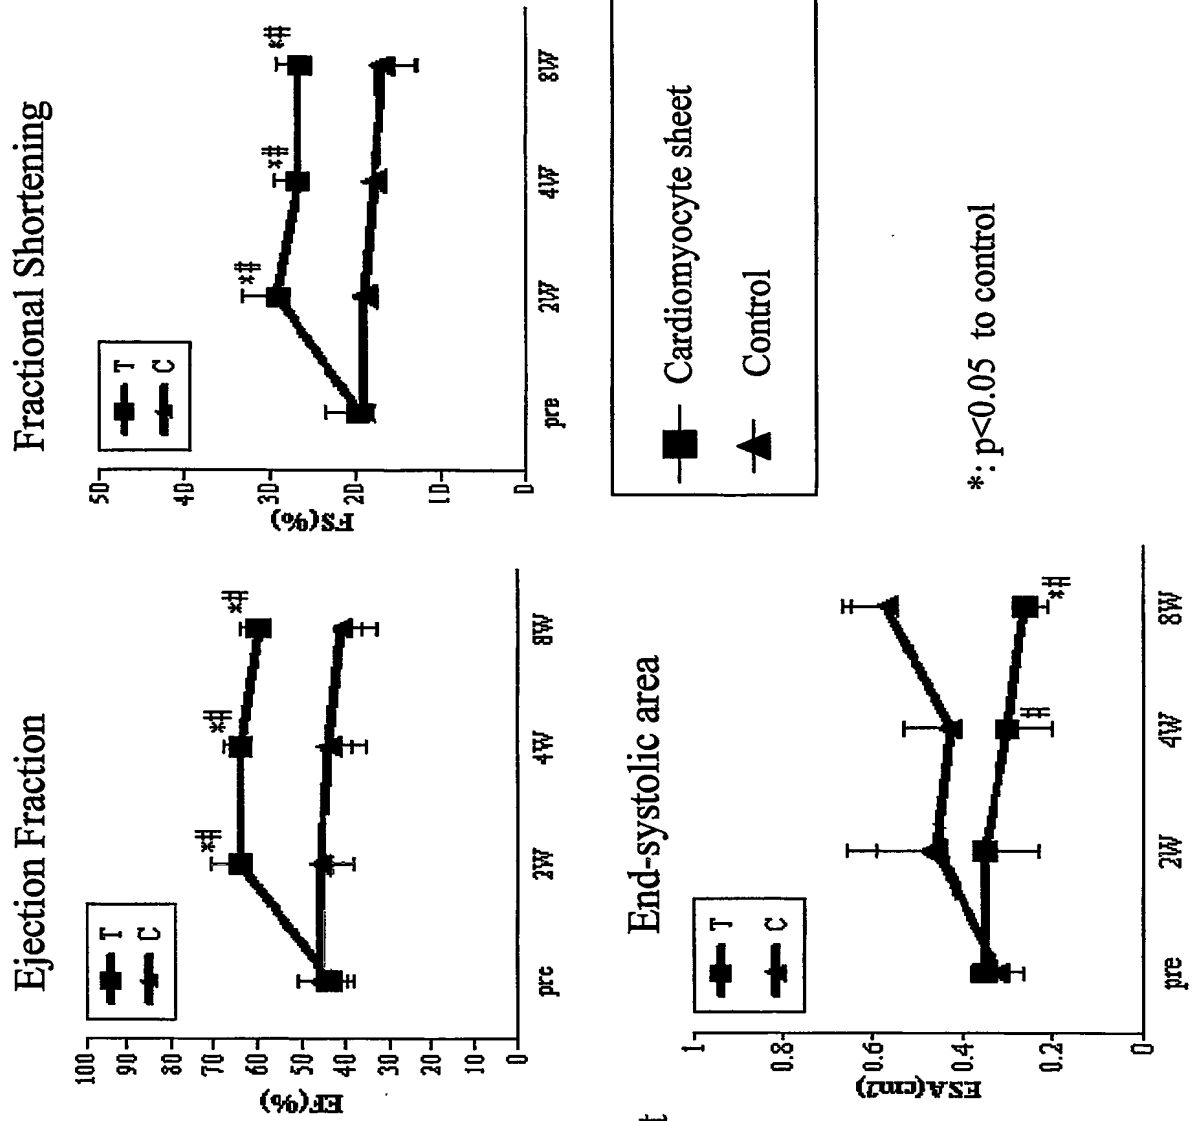 Ejection Fraction
T
C
EF(%)
100
90
80
70
60
50
40
30
20
10
0
*#
*#
*#
pre
2W
4W
8W
Fractional Shortening
T
C
FS(%)
50
40
30
20
10
0
*#
*#
*#
pre
2W
4W
8W
End-systolic area
T
C
ESA(cm²)
1
0.8
0.6
0.4
0.2
0
#
*#
pre
2W
4W
8W
Cardiomyocyte sheet
Control
*: p<0.05 to control
t